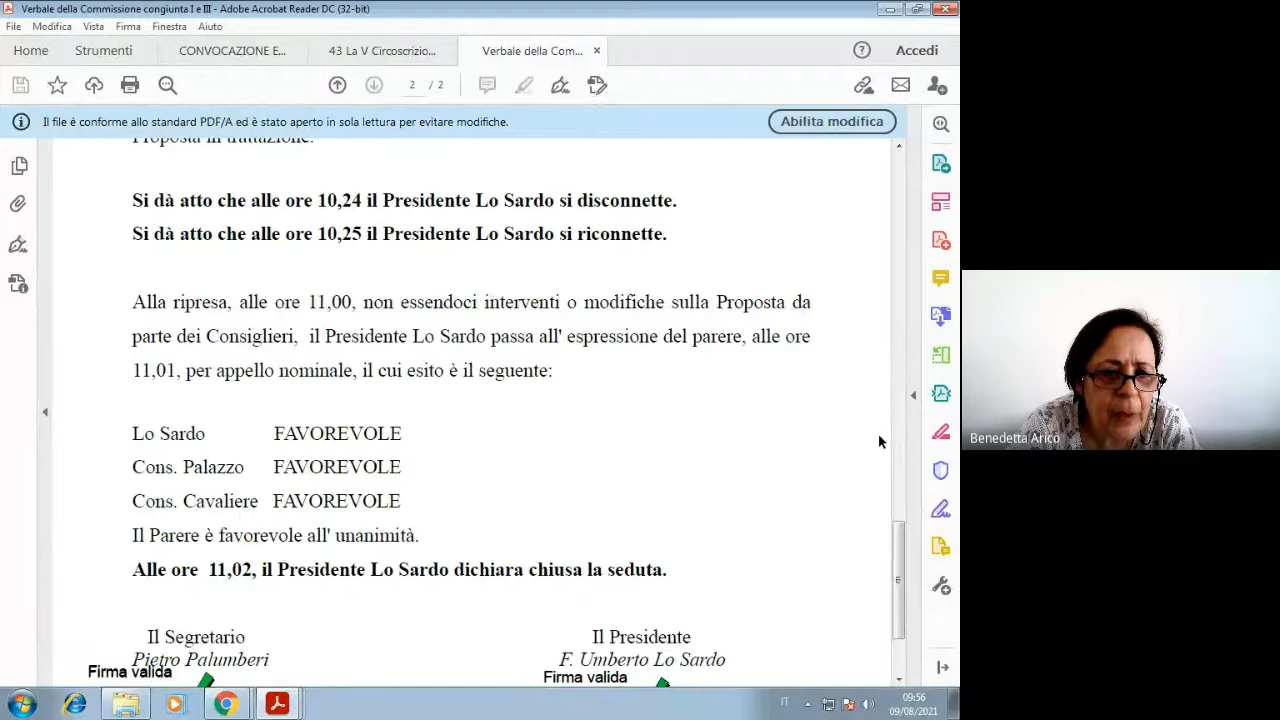 Verbale della Commissione congiunta I e III - Adobe Acrobat Reader DC (32-bit)
File Modifica Vista Firma Finestra Aiuto
Home Strumenti CONVOCAZIONE E... 43 La V Circoscrizio... Verbale della Com... × Accedi
2 / 2
Il file è conforme allo standard PDF/A ed è stato aperto in sola lettura per evitare modifiche. Abilita modifica
Proposta in trattazione.
Si dà atto che alle ore 10,24 il Presidente Lo Sardo si disconnette.
Si dà atto che alle ore 10,25 il Presidente Lo Sardo si riconnette.
Alla ripresa, alle ore 11,00, non essendoci interventi o modifiche sulla Proposta da
parte dei Consiglieri, il Presidente Lo Sardo passa all' espressione del parere, alle ore
11,01, per appello nominale, il cui esito è il seguente:
Lo Sardo FAVOREVOLE
Cons. Palazzo FAVOREVOLE
Cons. Cavaliere FAVOREVOLE
Il Parere è favorevole all' unanimità.
Alle ore 11,02, il Presidente Lo Sardo dichiara chiusa la seduta.
Il Segretario Il Presidente
Pietro Palumberi F. Umberto Lo Sardo
Firma valida Firma valida
Benedetta Arico
IT 09:56
09/08/2021